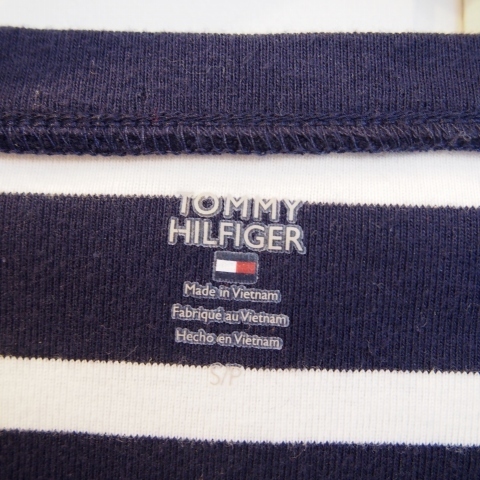 TOMMY
HILFIGER
Made in Vietnam
Fabriqué au Vietnam
Hecho en Vietnam
S/P